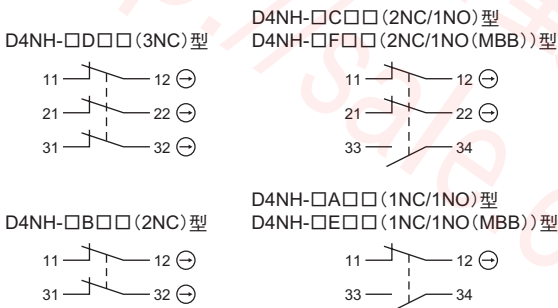 D4NH-□D□□(3NC)型
11 12
21 22
31 32
D4NH-□C□□(2NC/1NO)型
D4NH-□F□□(2NC/1NO(MBB))型
11 12
21 22
33 34
D4NH-□B□□(2NC)型
11 12
31 32
D4NH-□A□□(1NC/1NO)型
D4NH-□E□□(1NC/1NO(MBB))型
11 12
33 34